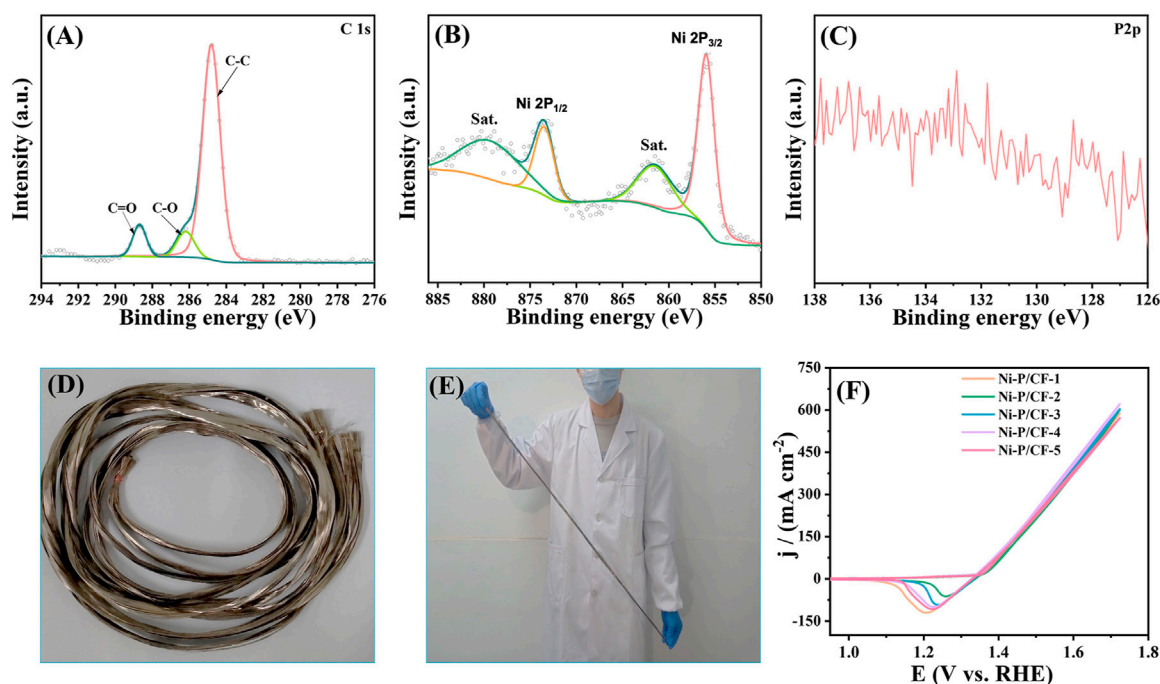 (A)
C 1s
C-C
C=O
C-O
Intensity (a.u.)
294 292 290 288 286 284 282 280 278 276
Binding energy (eV)
(B)
Ni 2P3/2
Ni 2P1/2
Sat.
Sat.
Intensity (a.u.)
885 880 875 870 865 860 855 850
Binding energy (eV)
(C)
P2p
Intensity (a.u.)
138 136 134 132 130 128 126
Binding energy (eV)
(D)
(E)
(F)
Ni-P/CF-1
Ni-P/CF-2
Ni-P/CF-3
Ni-P/CF-4
Ni-P/CF-5
j / (mA cm-2)
750
600
450
300
150
0
-150
1.0 1.2 1.4 1.6 1.8
E (V vs. RHE)